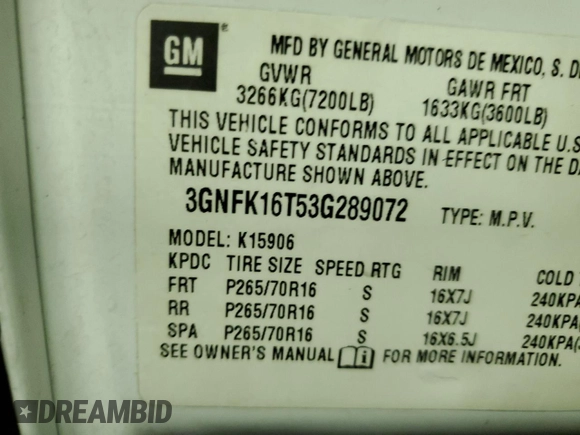 GM ®
MFD BY GENERAL MOTORS DE MEXICO, S. D
GVWR GAWR FRT
3266KG(7200LB) 1633KG(3600LB)
THIS VEHICLE CONFORMS TO ALL APPLICABLE U.S
VEHICLE SAFETY STANDARDS IN EFFECT ON THE DA
MANUFACTURE SHOWN ABOVE.
3GNFK16T53G289072 TYPE: M.P.V.
MODEL: K15906
KPDC TIRE SIZE SPEED RTG RIM COLD
FRT P265/70R16 S 16X7J 240KPA(
RR P265/70R16 S 16X7J 240KPA(
SPA P265/70R16 S 16X6.5J 240KPA(
SEE OWNER'S MANUAL i FOR MORE INFORMATION.
DREAMBID